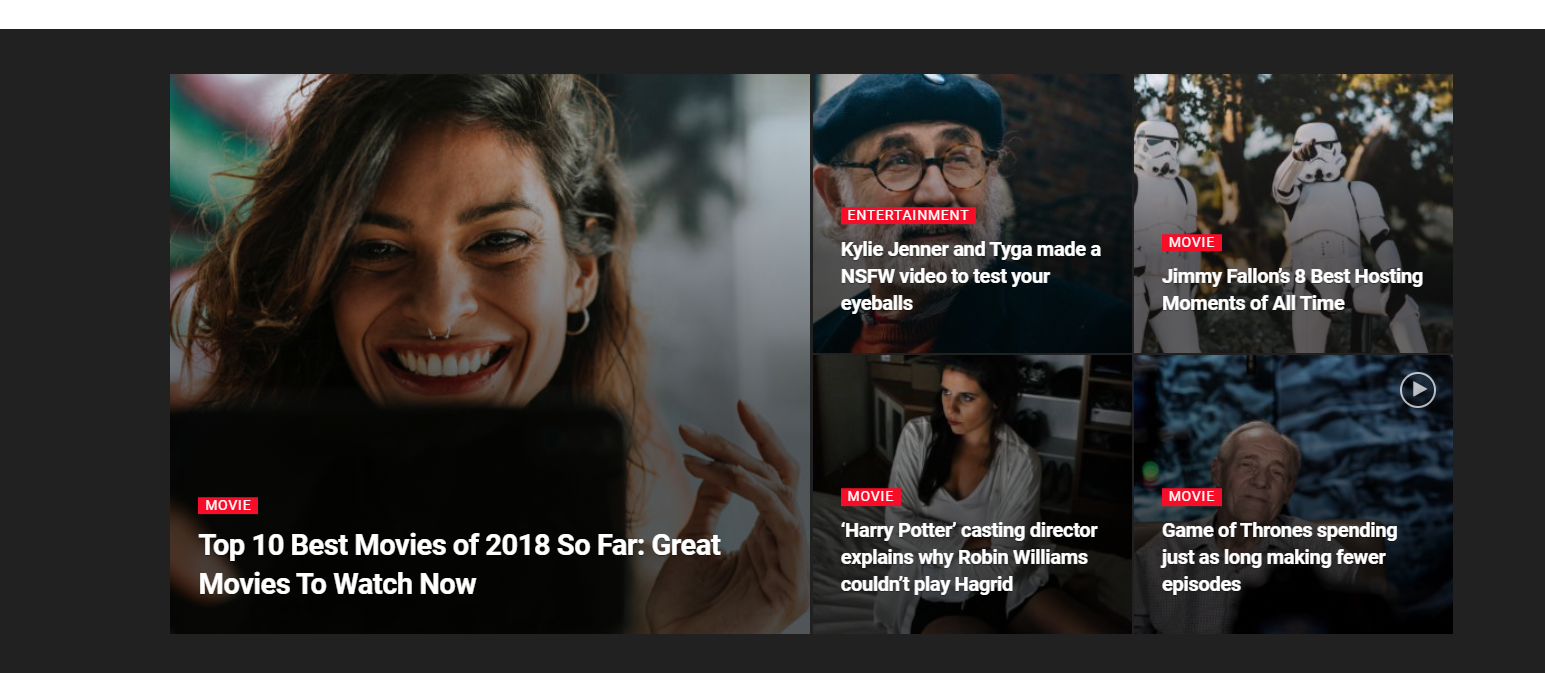 MOVIE
Top 10 Best Movies of 2018 So Far: Great
Movies To Watch Now
ENTERTAINMENT
Kylie Jenner and Tyga made a
NSFW video to test your
eyeballs
MOVIE
Jimmy Fallon's 8 Best Hosting
Moments of All Time
MOVIE
‘Harry Potter’ casting director
explains why Robin Williams
couldn’t play Hagrid
MOVIE
Game of Thrones spending
just as long making fewer
episodes